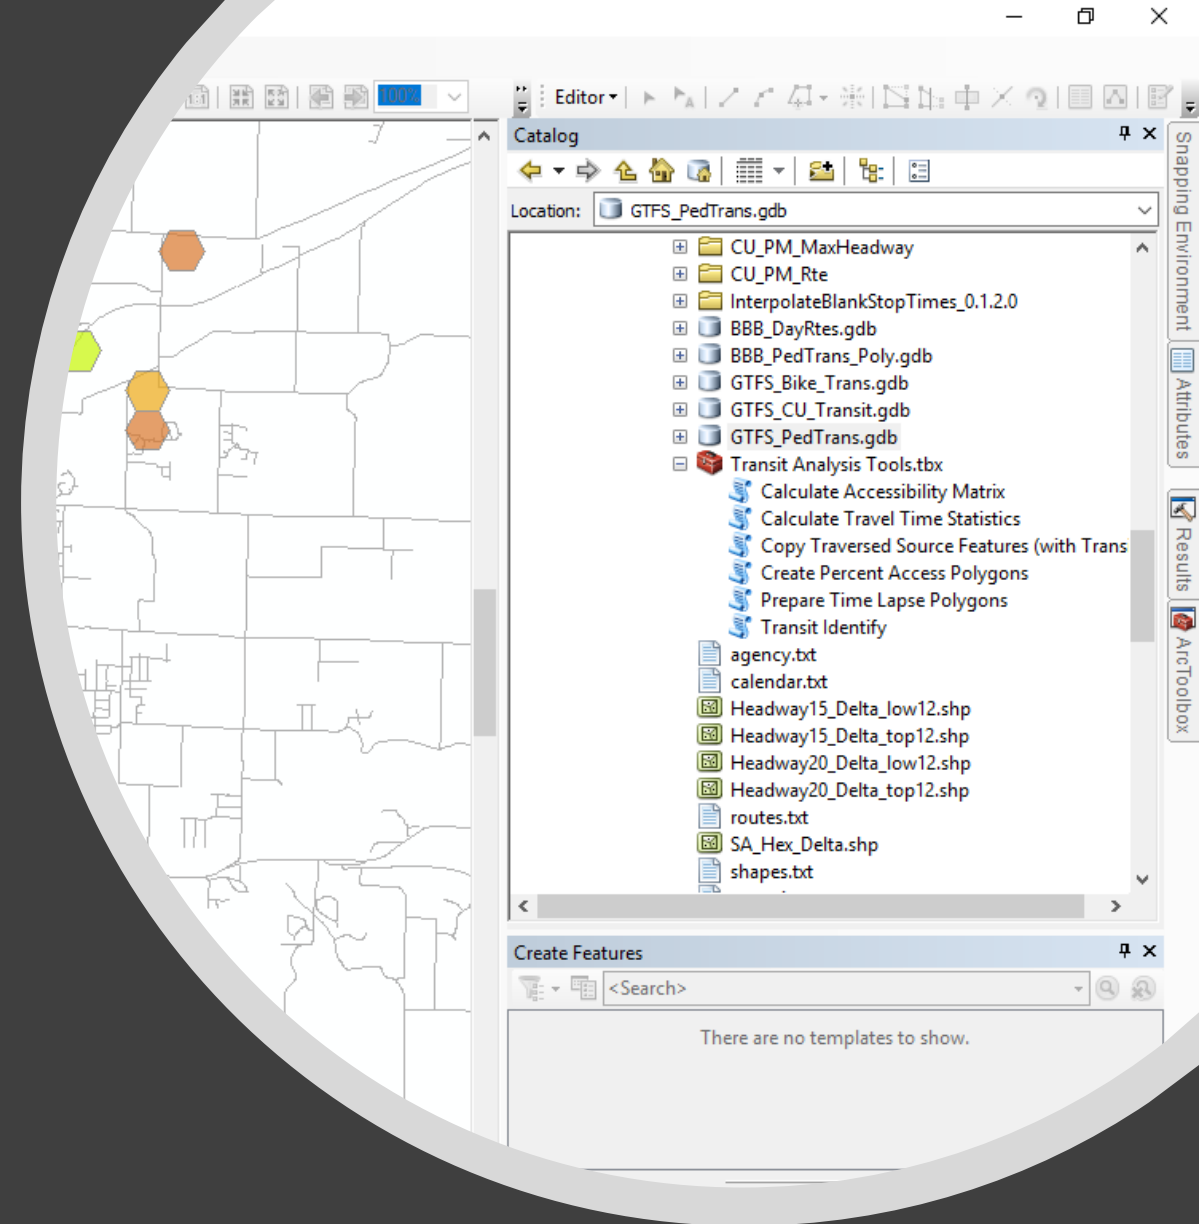 1:1
100%
Editor
Catalog
Location: GTFS_PedTrans.gdb
CU_PM_MaxHeadway
CU_PM_Rte
InterpolateBlankStopTimes_0.1.2.0
BBB_DayRtes.gdb
BBB_PedTrans_Poly.gdb
GTFS_Bike_Trans.gdb
GTFS_CU_Transit.gdb
GTFS_PedTrans.gdb
Transit Analysis Tools.tbx
Calculate Accessibility Matrix
Calculate Travel Time Statistics
Copy Traversed Source Features (with Trans
Create Percent Access Polygons
Prepare Time Lapse Polygons
Transit Identify
agency.txt
calendar.txt
Headway15_Delta_low12.shp
Headway15_Delta_top12.shp
Headway20_Delta_low12.shp
Headway20_Delta_top12.shp
routes.txt
SA_Hex_Delta.shp
shapes.txt
Create Features
<Search>
There are no templates to show.
Snapping Environment
Attributes
Results
ArcToolbox